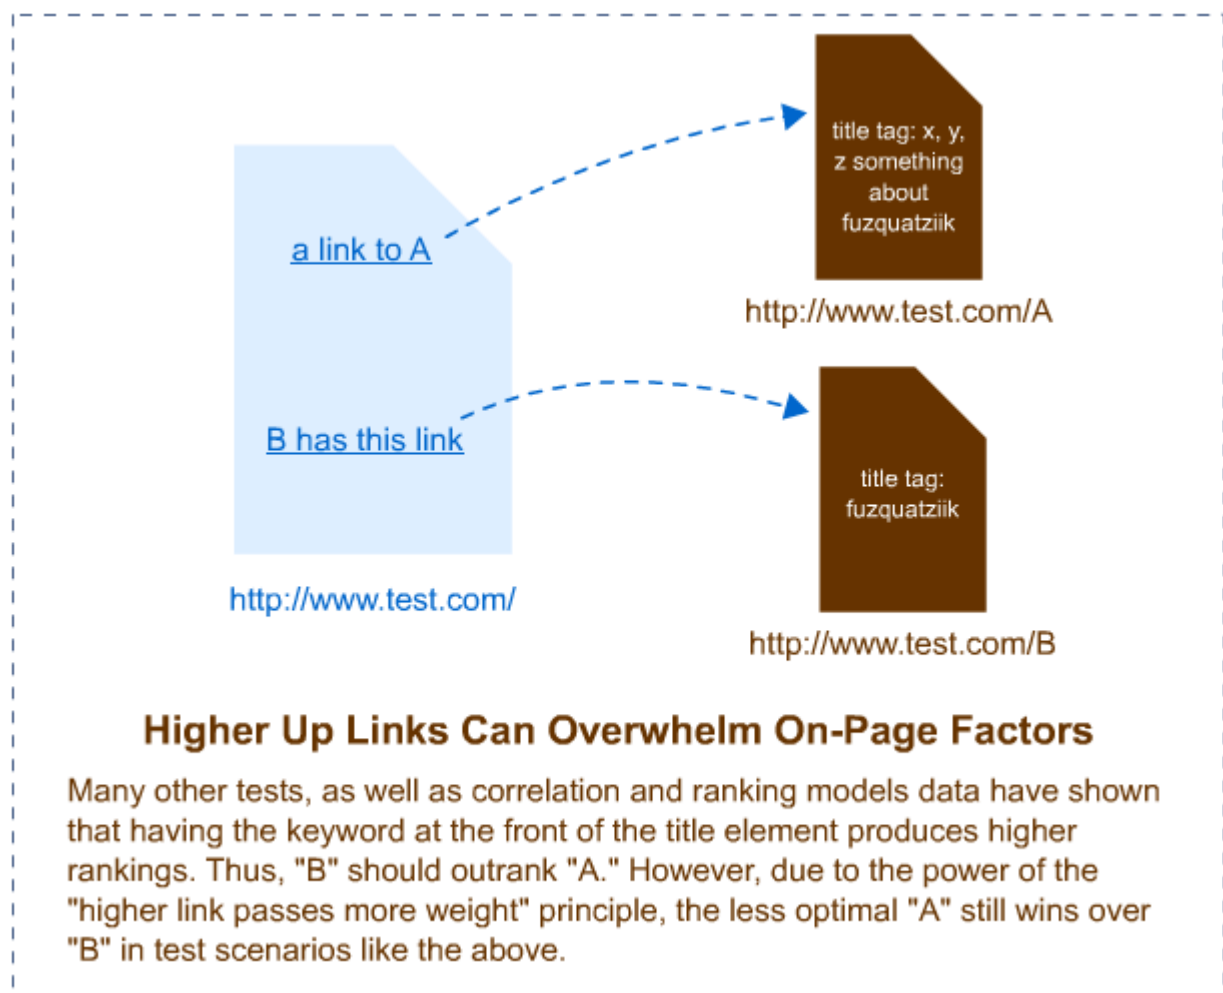 a link to A
B has this link
http://www.test.com/
title tag: x, y,
z something
about
fuzquatziik
http://www.test.com/A
title tag:
fuzquatziik
http://www.test.com/B
Higher Up Links Can Overwhelm On-Page Factors
Many other tests, as well as correlation and ranking models data have shown
that having the keyword at the front of the title element produces higher
rankings. Thus, "B" should outrank "A." However, due to the power of the
"higher link passes more weight" principle, the less optimal "A" still wins over
"B" in test scenarios like the above.